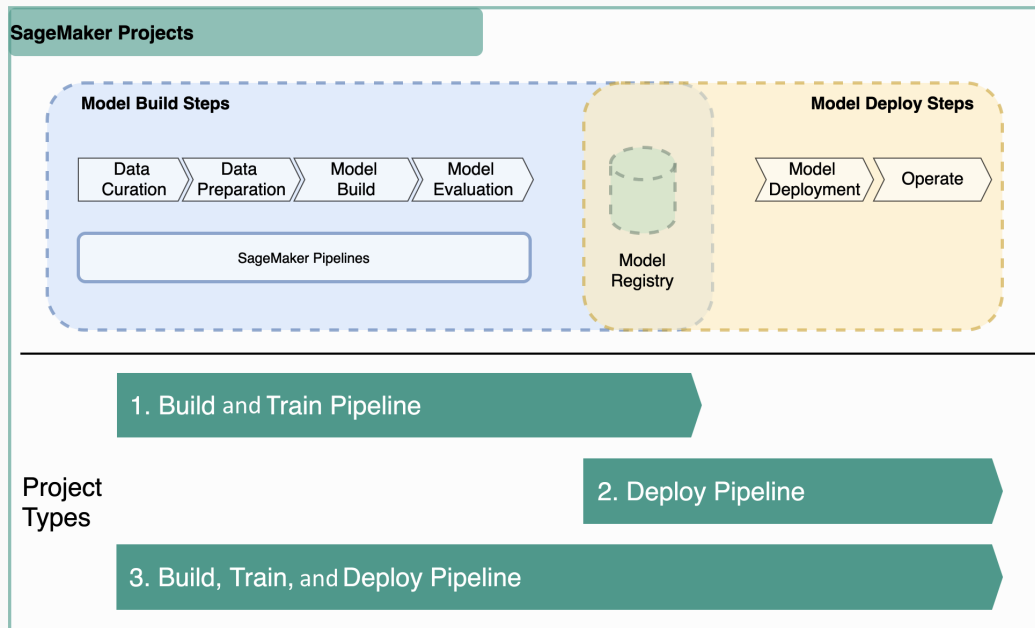 SageMaker Projects
Model Build Steps
Model Deploy Steps
Data
Curation
Data
Preparation
Model
Build
Model
Evaluation
Model
Deployment
Operate
SageMaker Pipelines
Model
Registry
1. Build and Train Pipeline
2. Deploy Pipeline
Project
Types
3. Build, Train, and Deploy Pipeline